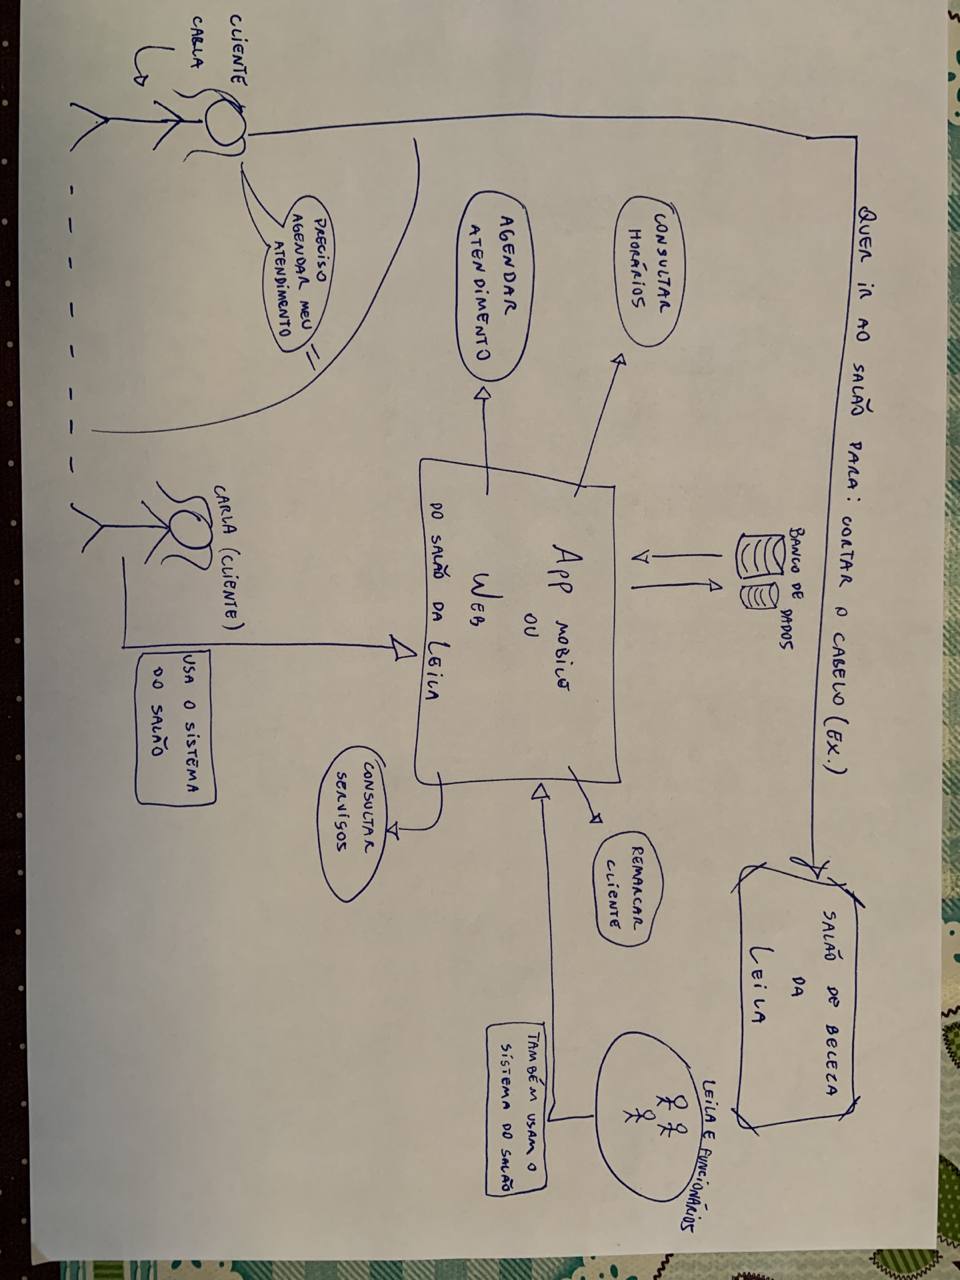 QUER IR AO SALÃO PARA: CORTAR O CABELO (EX.)
CLIENTE
CARLA
PRECISO
AGENDAR MEU
ATENDIMENTO
CONSULTAR
HORÁRIOS
AGENDAR
ATENDIMENTO
BANCO DE DADOS
APP MOBILE
OU
WEB
DO SALÃO DA LEILA
SALÃO DE BELEZA
DA
LEILA
REMARCAR
CLIENTE
LEILA E FUNCIONÁRIOS
TAMBÉM USAM O
SISTEMA DO SALÃO
CARLA (CLIENTE)
USA O SISTEMA
DO SALÃO
CONSULTAR
SERVIÇOS